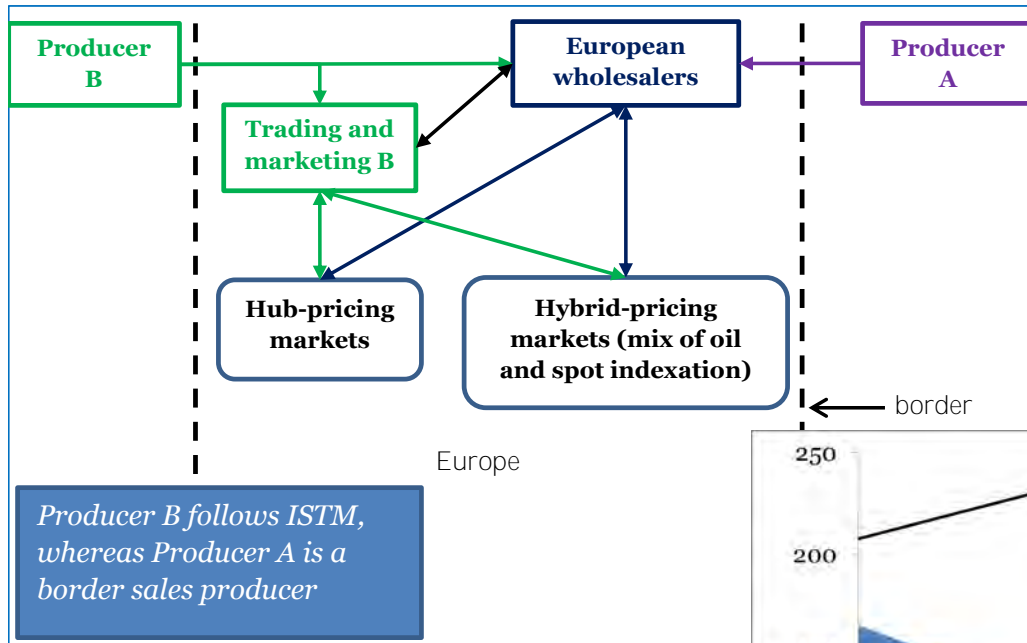 Producer
B
European
wholesalers
Producer
A
Trading and
marketing B
Hub-pricing
markets
Hybrid-pricing
markets (mix of oil
and spot indexation)
border
Europe
250
200
Producer B follows ISTM,
whereas Producer A is a
border sales producer